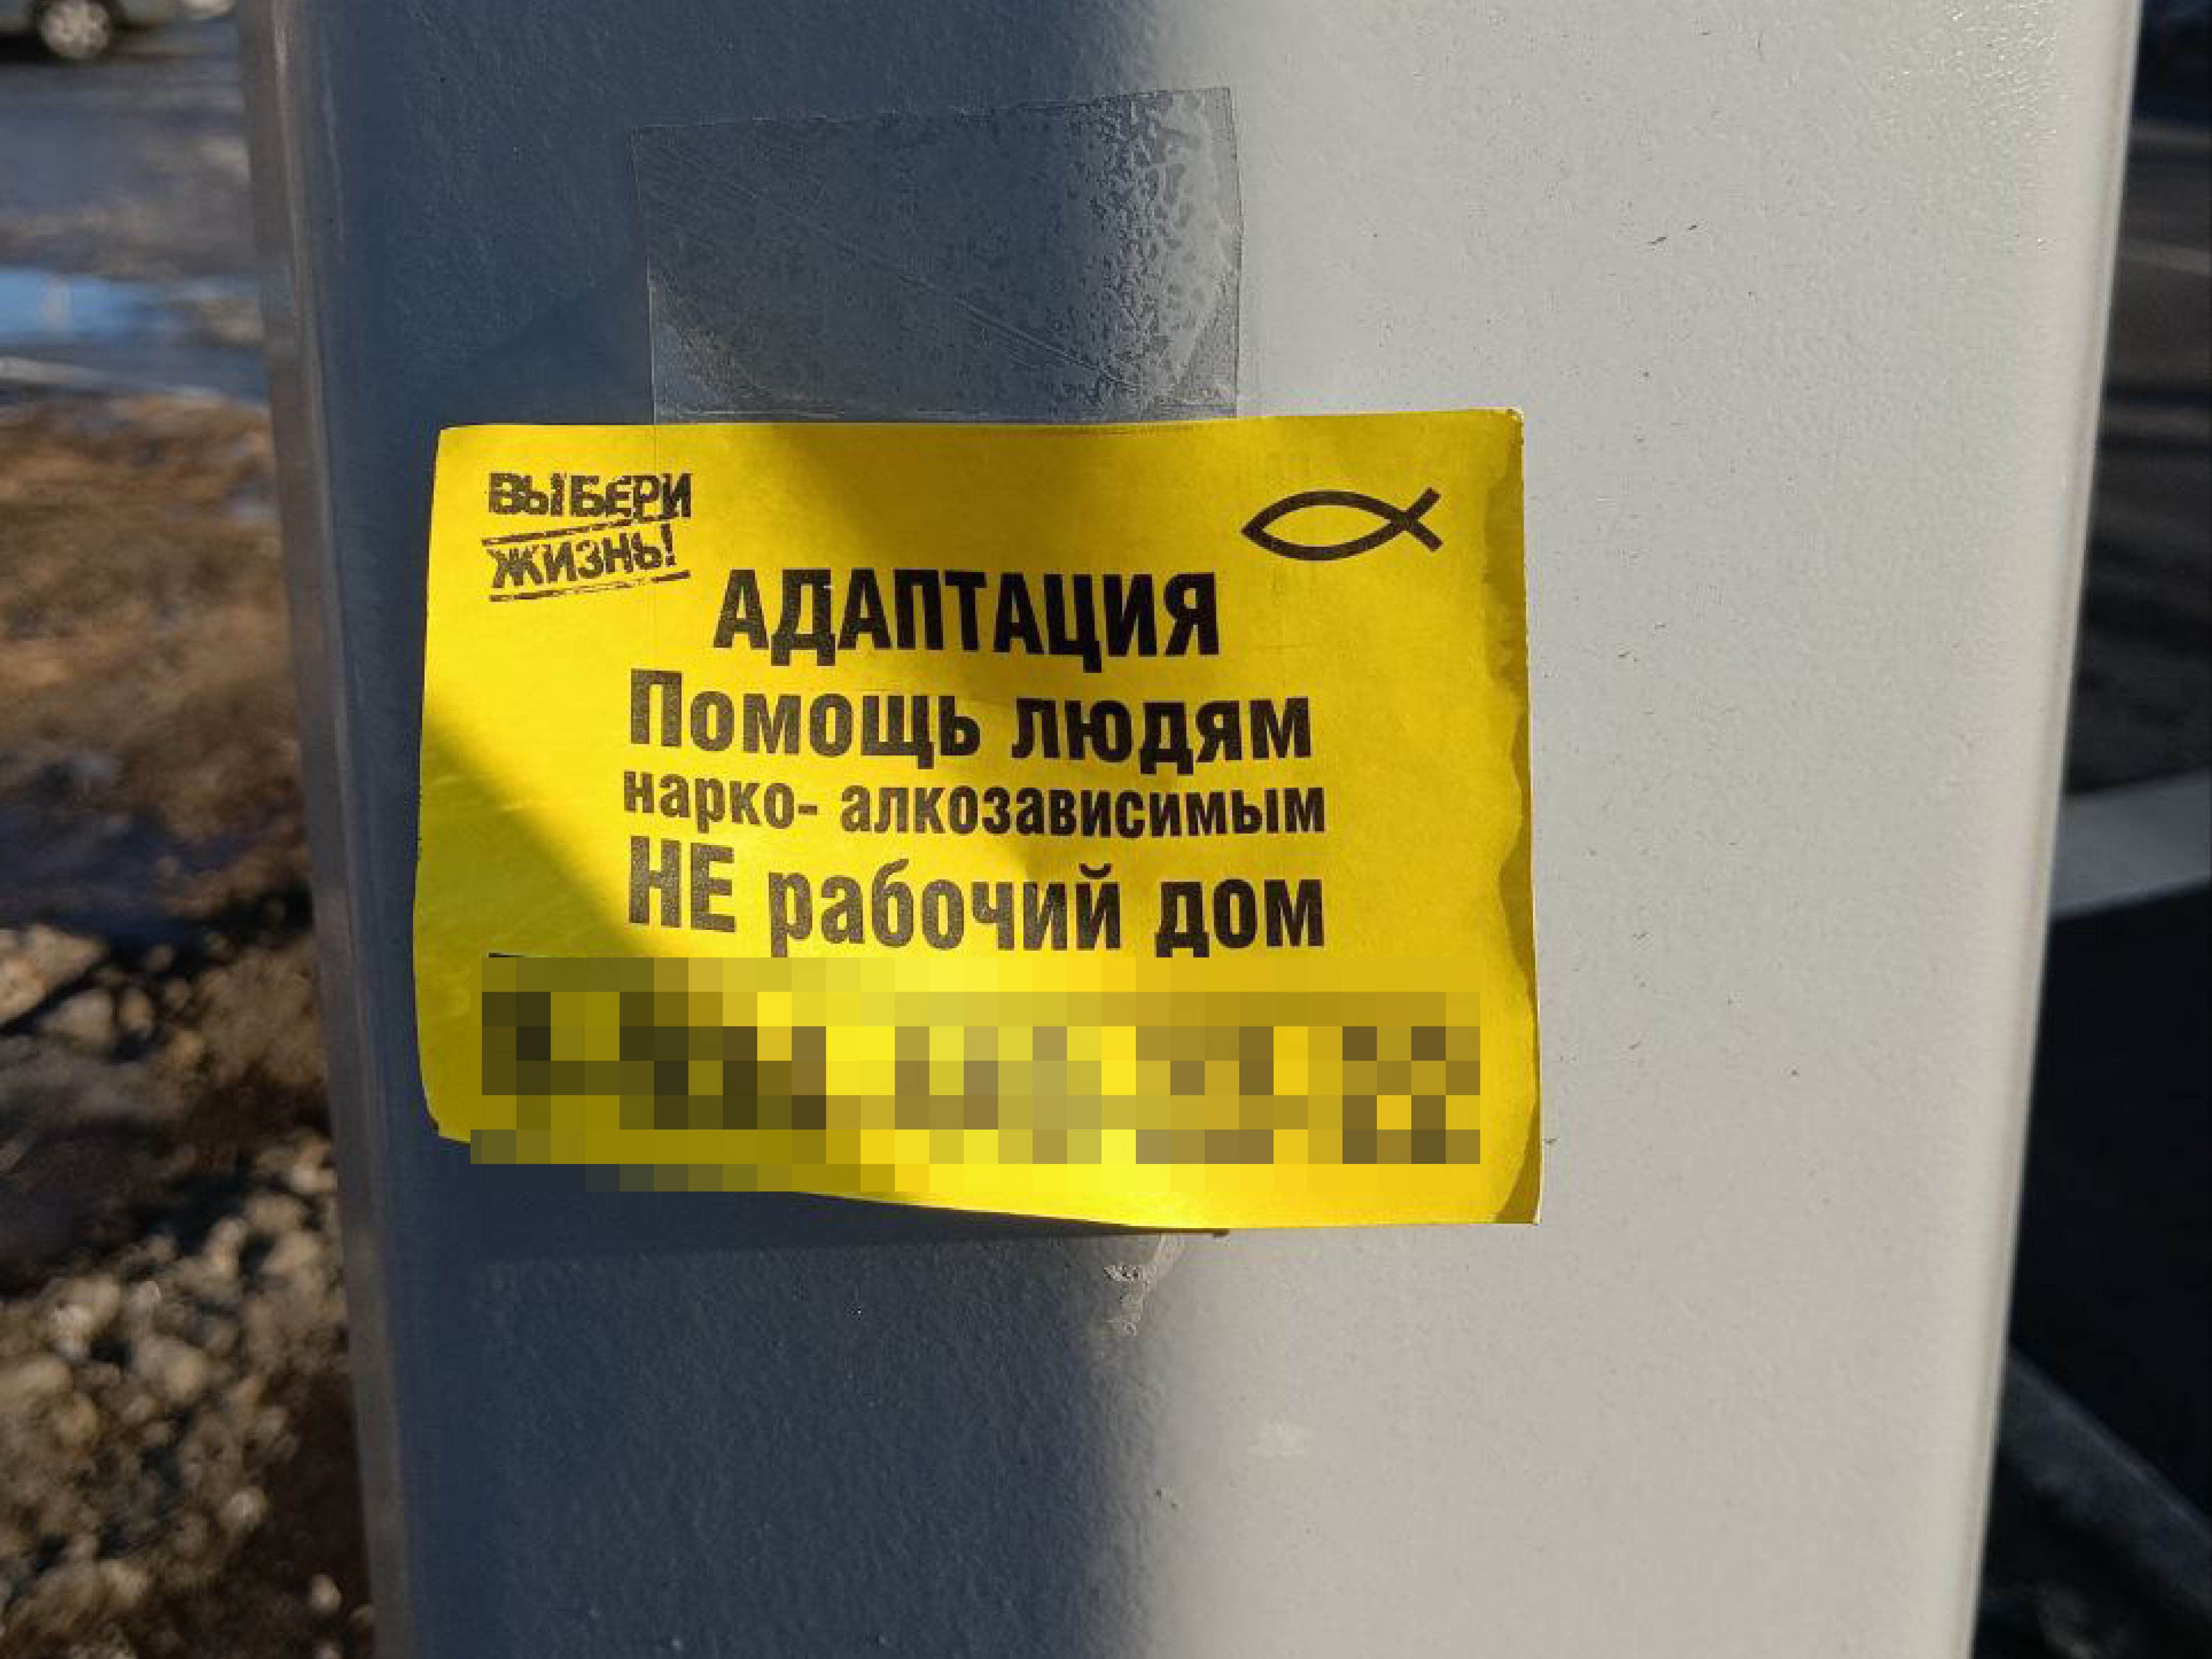 ВЫБЕРИ
ЖИЗНЬ!
АДАПТАЦИЯ
Помощь людям
нарко- алкозависимым
НЕ рабочий дом